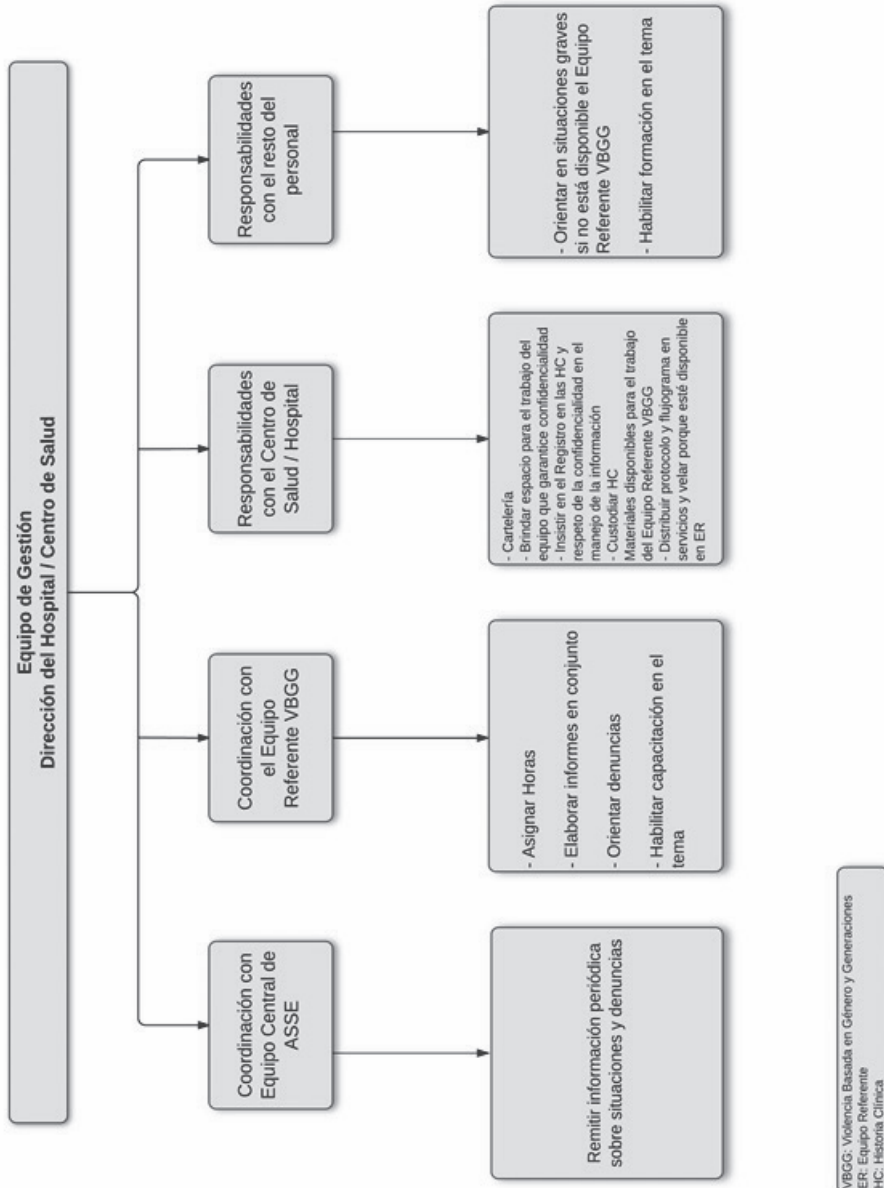 Equipo de Gestión
Dirección del Hospital / Centro de Salud
Coordinación con
Equipo Central de
ASSE
Coordinación con
el Equipo
Referente VBGG
Responsabilidades
con el Centro de
Salud / Hospital
Responsabilidades
con el resto del
personal
Remitir información periódica
sobre situaciones y denuncias
- Asignar Horas
- Elaborar informes en conjunto
- Orientar denuncias
- Habilitar capacitación en el
tema
- Cartelería
- Brindar espacio para el trabajo del
equipo que garantice confidencialidad
- Insistir en el Registro en las HC y
respeto de la confidencialidad en el
manejo de la información
- Custodiar HC
Materiales disponibles para el trabajo
del Equipo Referente VBGG
- Distribuir protocolo y flujograma en
servicios y velar porque esté disponible
en ER
- Orientar en situaciones graves
si no está disponible el Equipo
Referente VBGG
- Habilitar formación en el tema
VBGG: Violencia Basada en Género y Generaciones
ER: Equipo Referente
HC: Historia Clínica